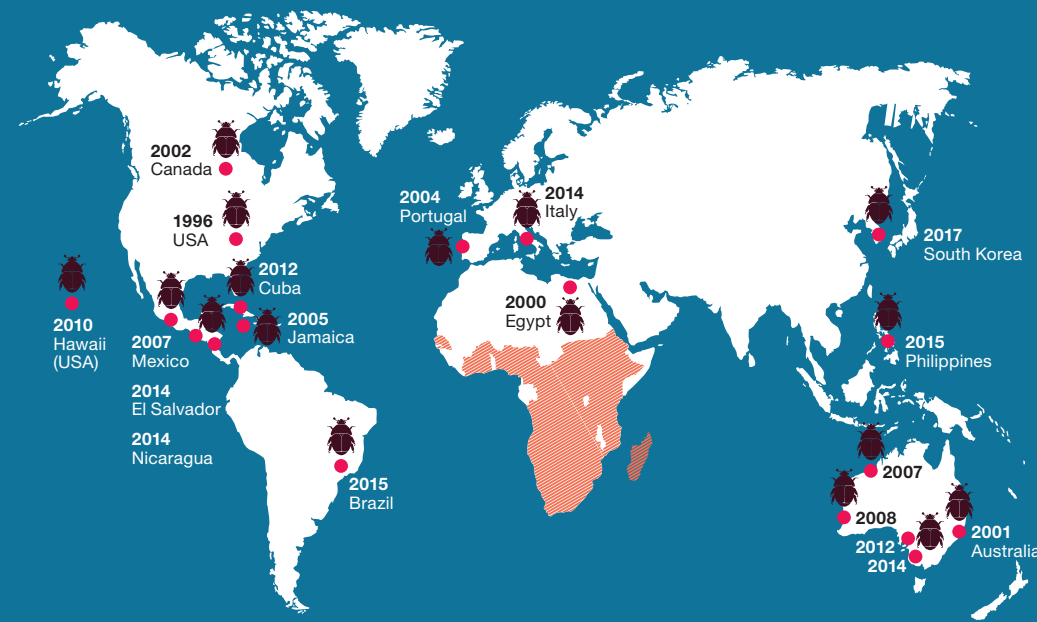 2002
Canada
1996
USA
2010
Hawaii
(USA)
2012
Cuba
2005
Jamaica
2007
Mexico
2014
El Salvador
2014
Nicaragua
2015
Brazil
2004
Portugal
2014
Italy
2000
Egypt
2017
South Korea
2015
Philippines
2007
2008
2012
2014
2001
Australia